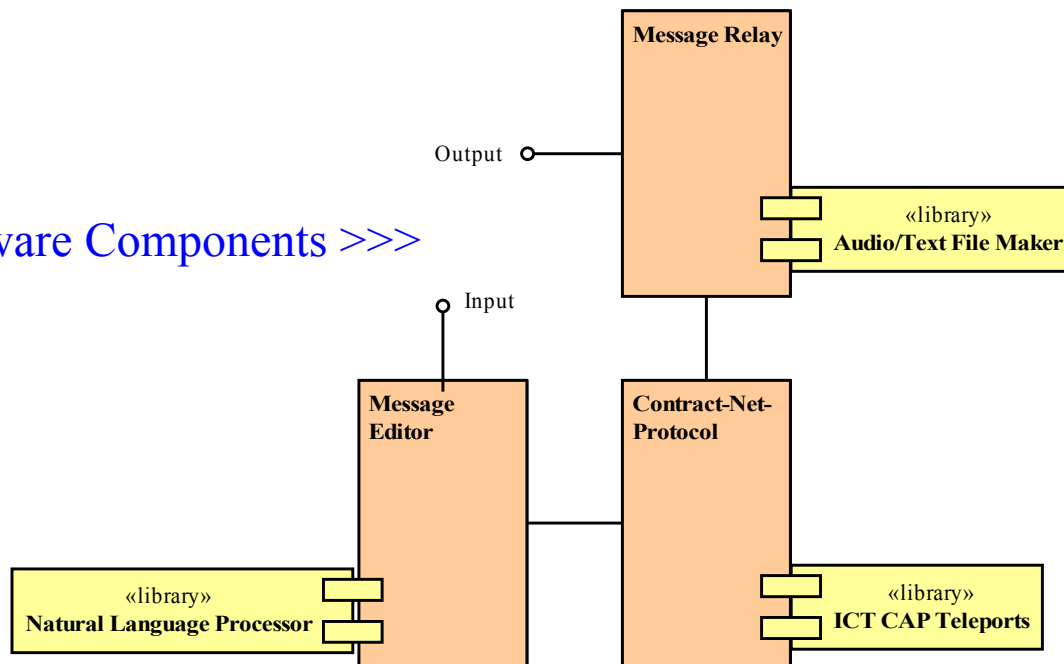 Message Relay
Output
«library»
Audio/Text File Maker
ware Components >>>
Input
Message
Editor
Contract-Net-
Protocol
«library»
Natural Language Processor
«library»
ICT CAP Teleports